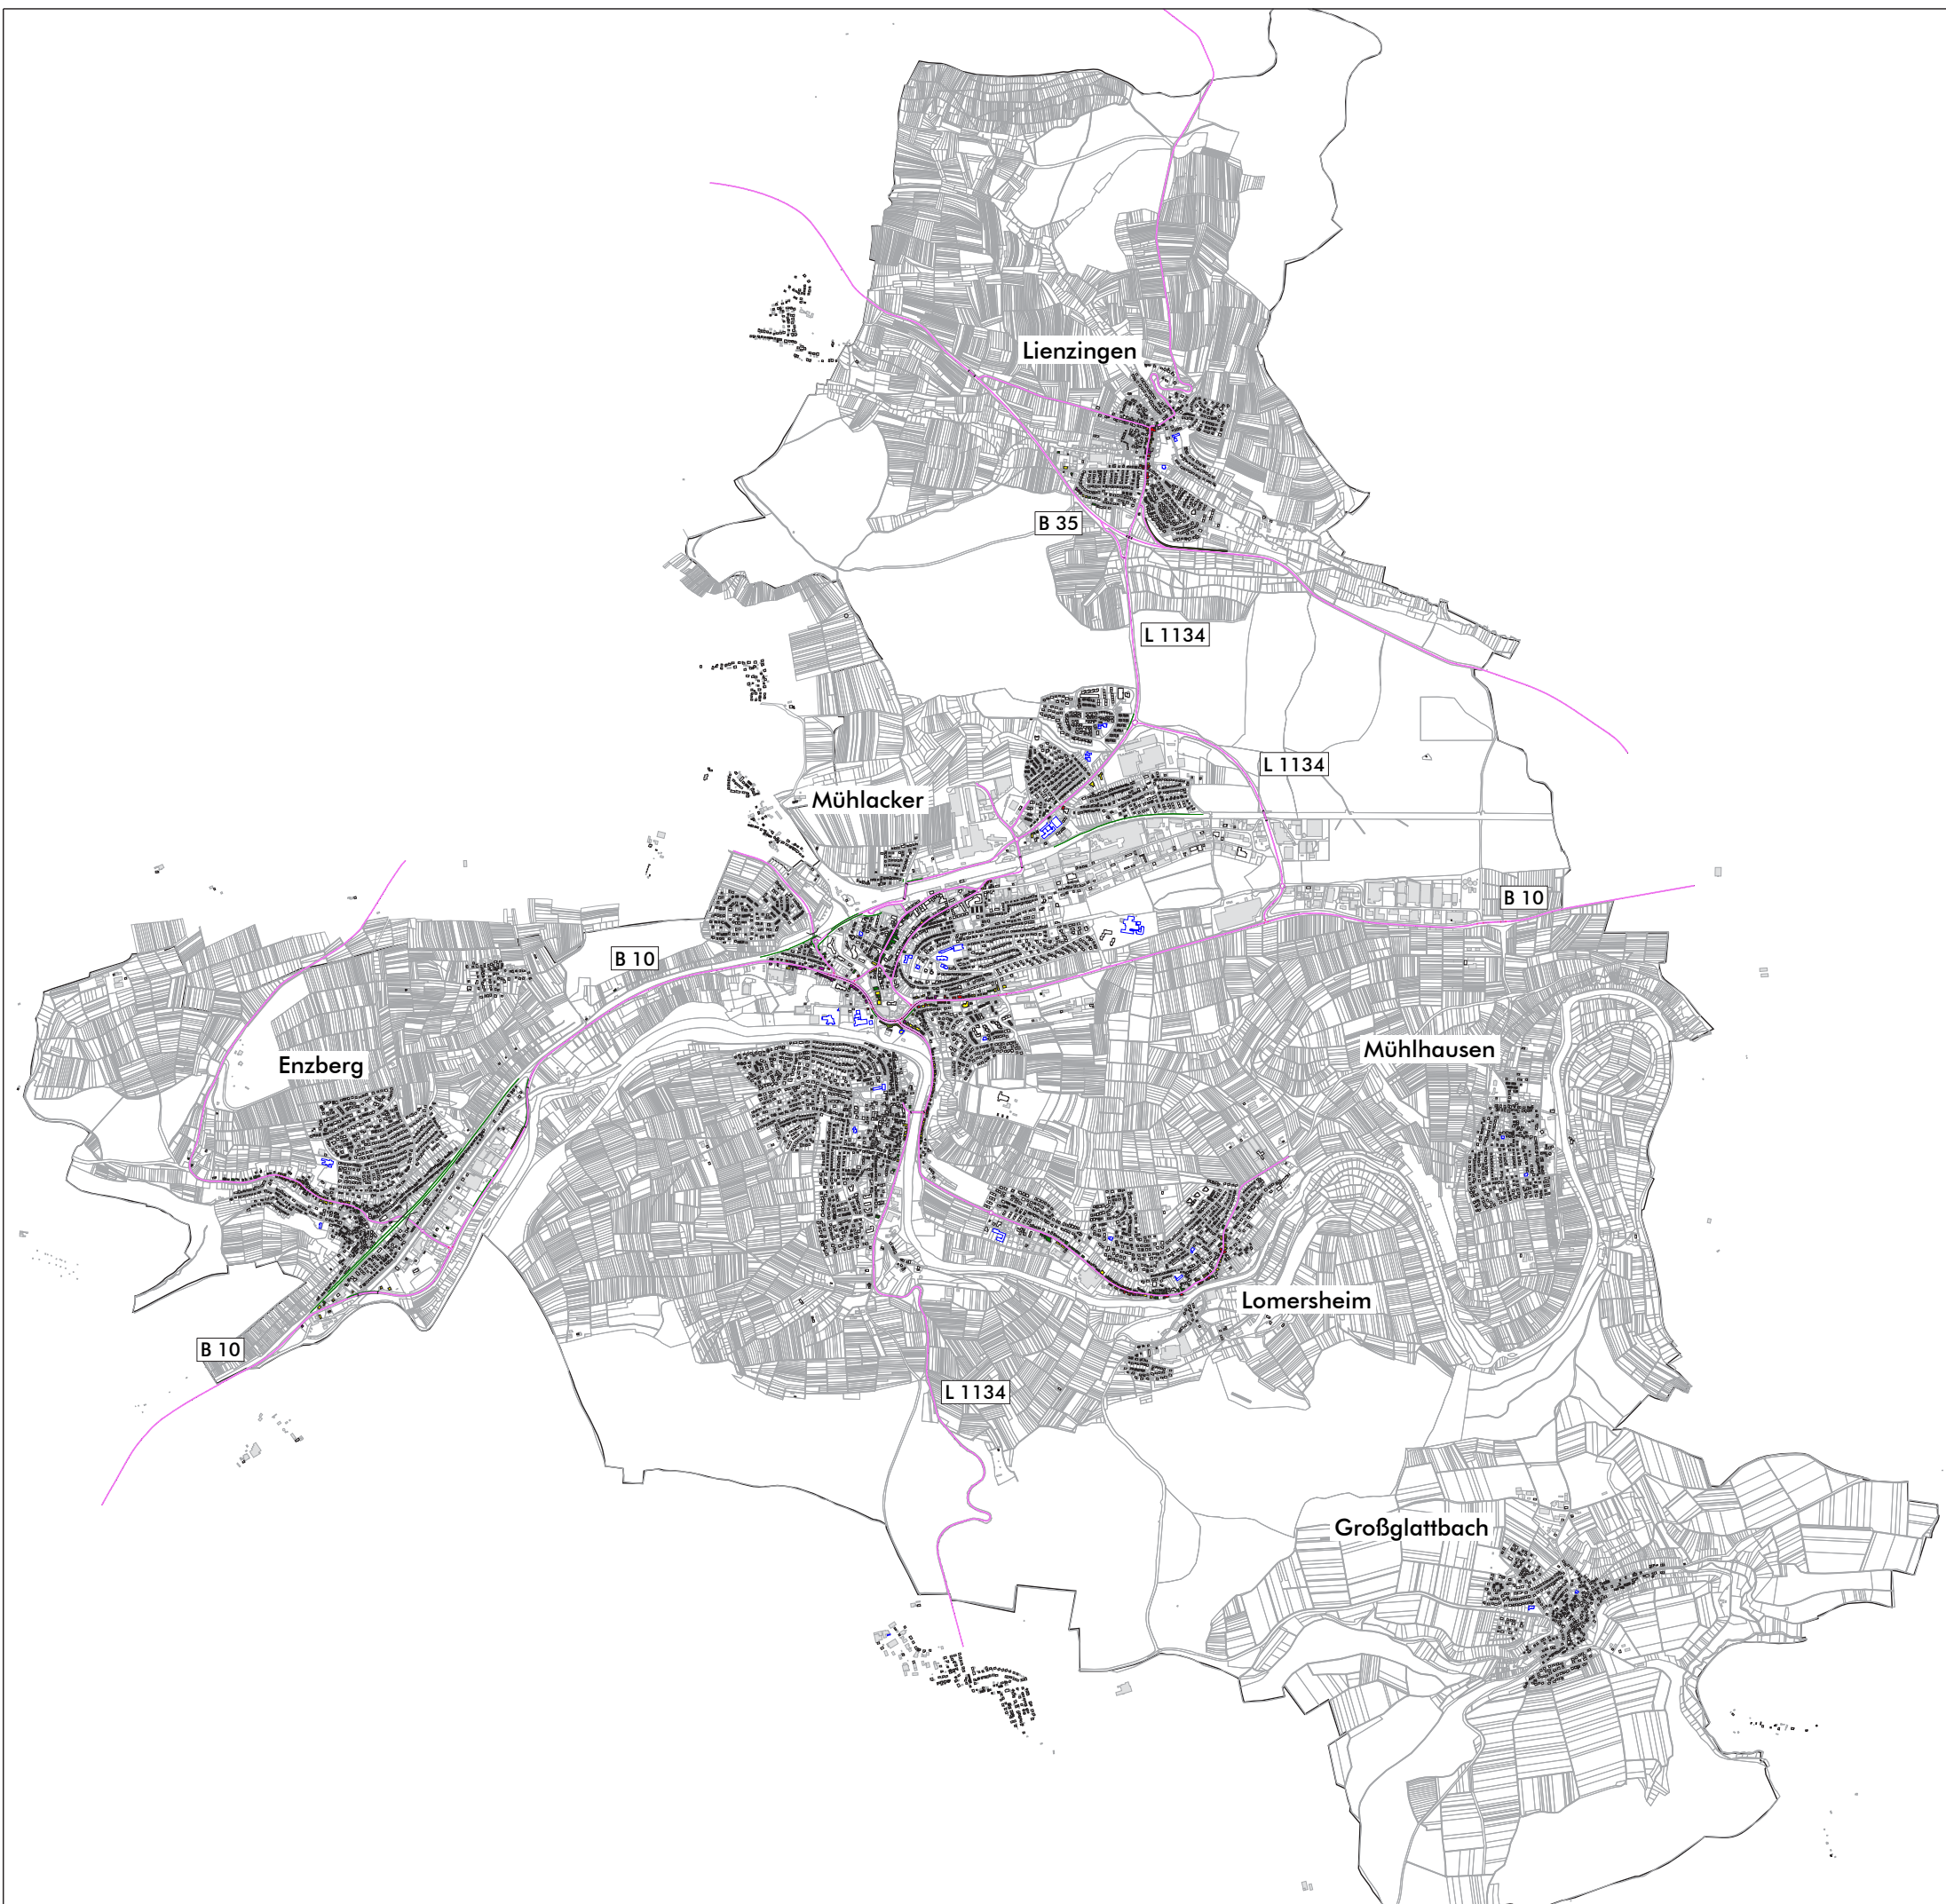 Lienzingen
B 35
L 1134
L 1134
Mühlacker
B 10
B 10
Mühlhausen
Enzberg
Lomersheim
B 10
L 1134
Großglattbach